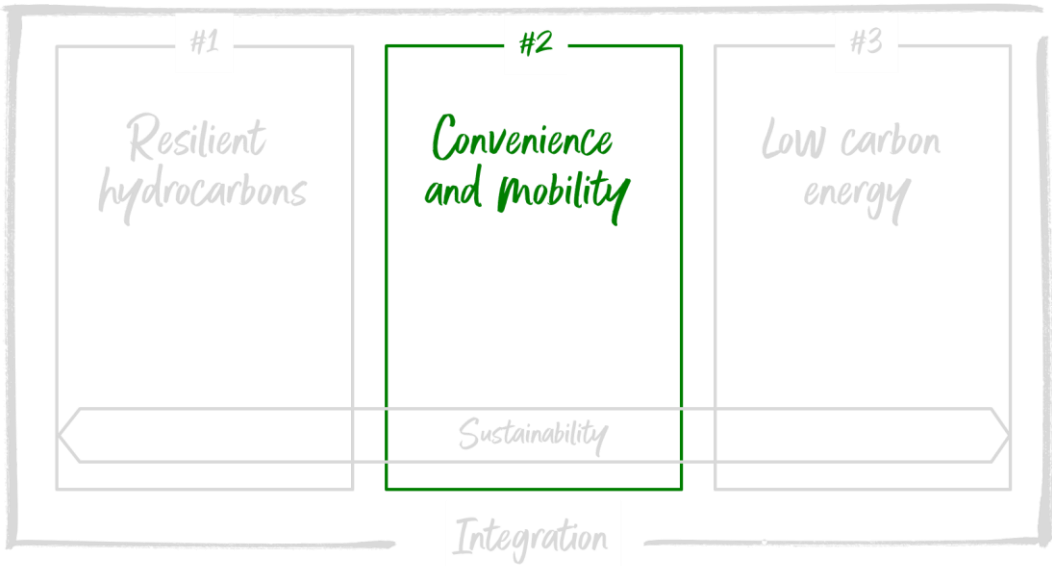 #1
Resilient
hydrocarbons
#2
Convenience
and mobility
#3
Low carbon
energy
Sustainability
Integration